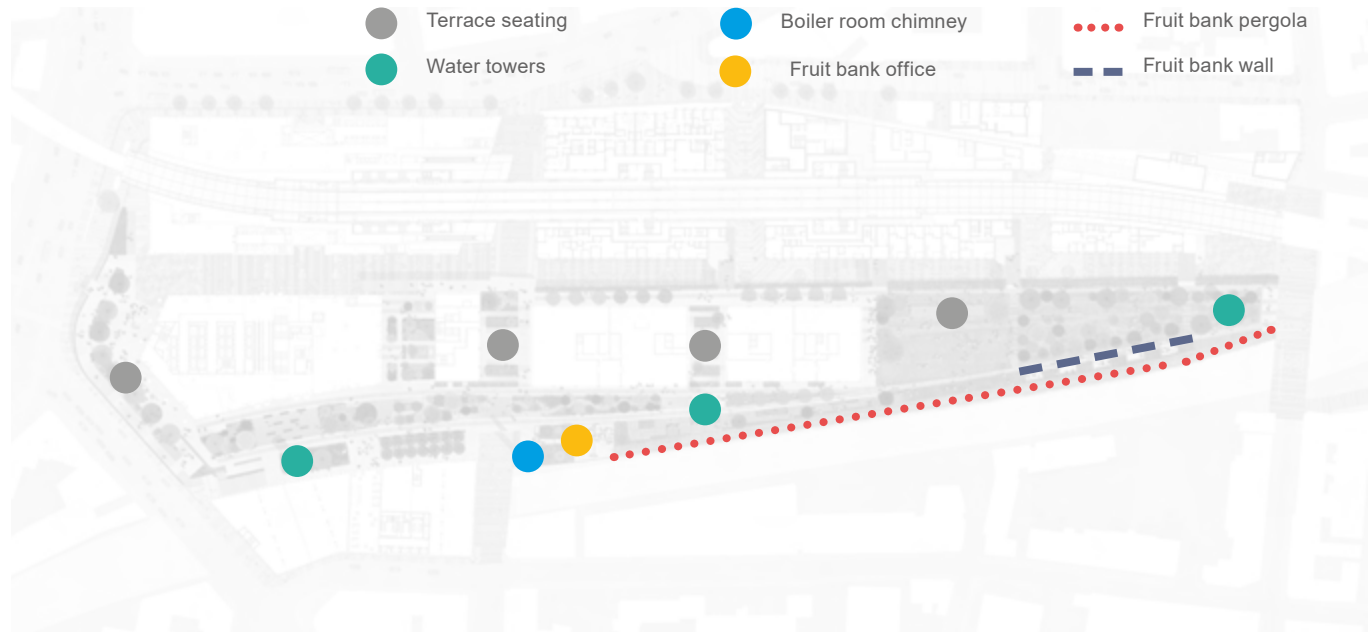 Terrace seating
Boiler room chimney
Fruit bank pergola
Water towers
Fruit bank office
Fruit bank wall